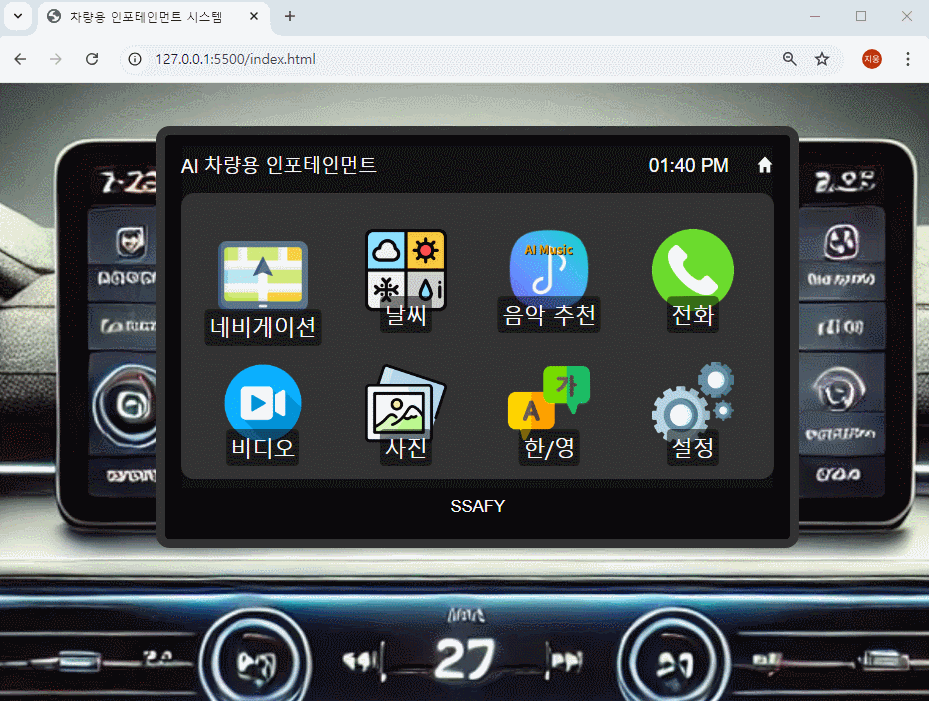 차량용 인포테인먼트 시스템
127.0.0.1:5500/index.html
지웅
AI 차량용 인포테인먼트
01:40 PM
AI Music
네비게이션
날씨
음악 추천
전화
가
A
비디오
사진
한/영
설정
SSAFY
27